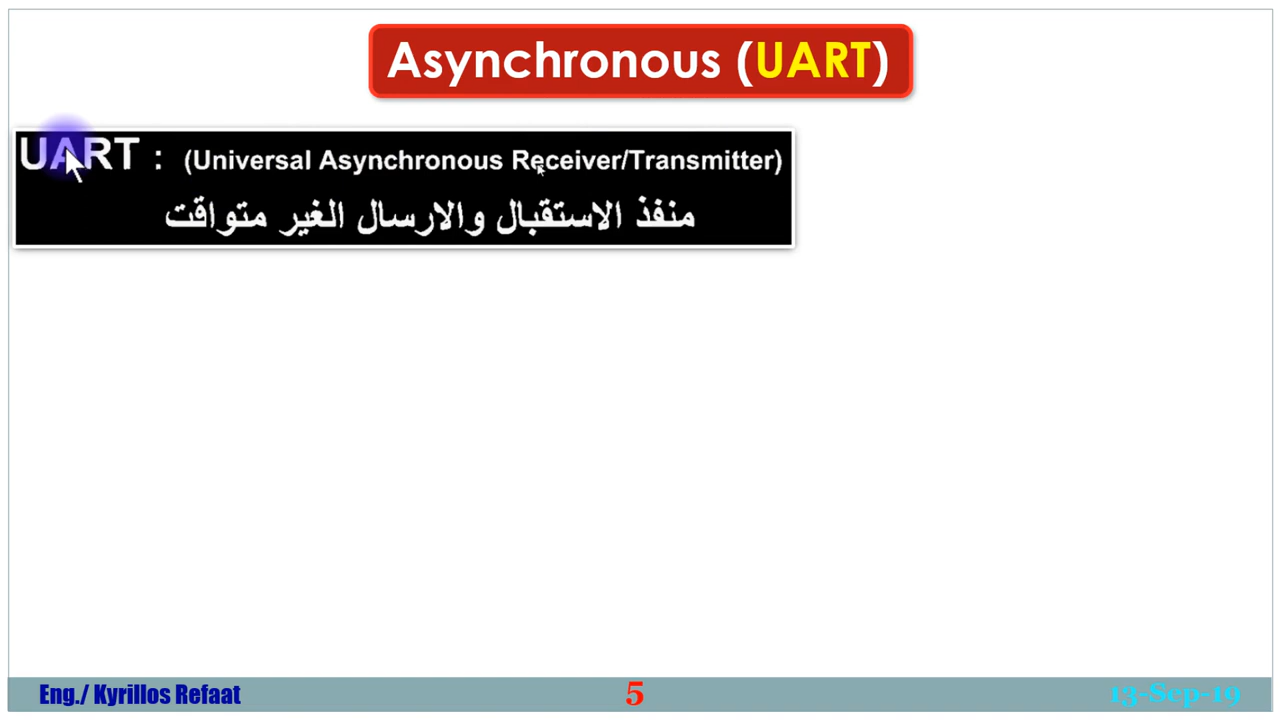 Asynchronous (UART)
UART : (Universal Asynchronous Receiver/Transmitter)
منفذ الاستقبال والارسال الغير متواقت
Eng./ Kyrillos Refaat
5
13-Sep-19